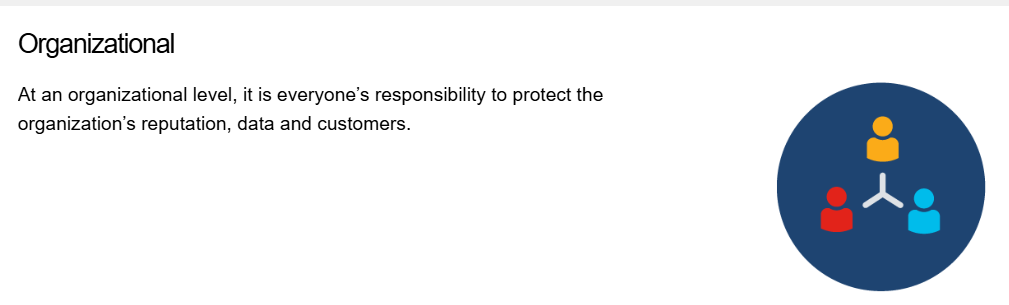 Organizational
At an organizational level, it is everyone’s responsibility to protect the
organization’s reputation, data and customers.